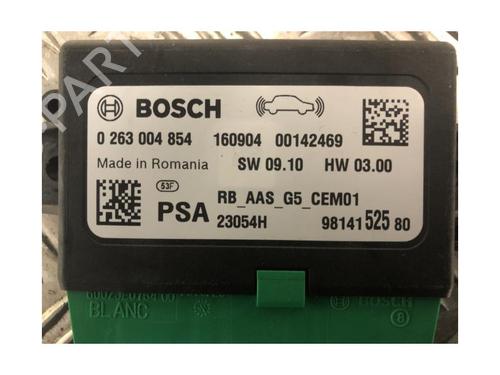 BOSCH
0 263 004 854 160904 00142469
Made in Romania SW 09.10 HW 03.00
53F RB_AAS_G5_CEM01
PSA 23054H 98141 525 80
BOSCH
BLANC 8